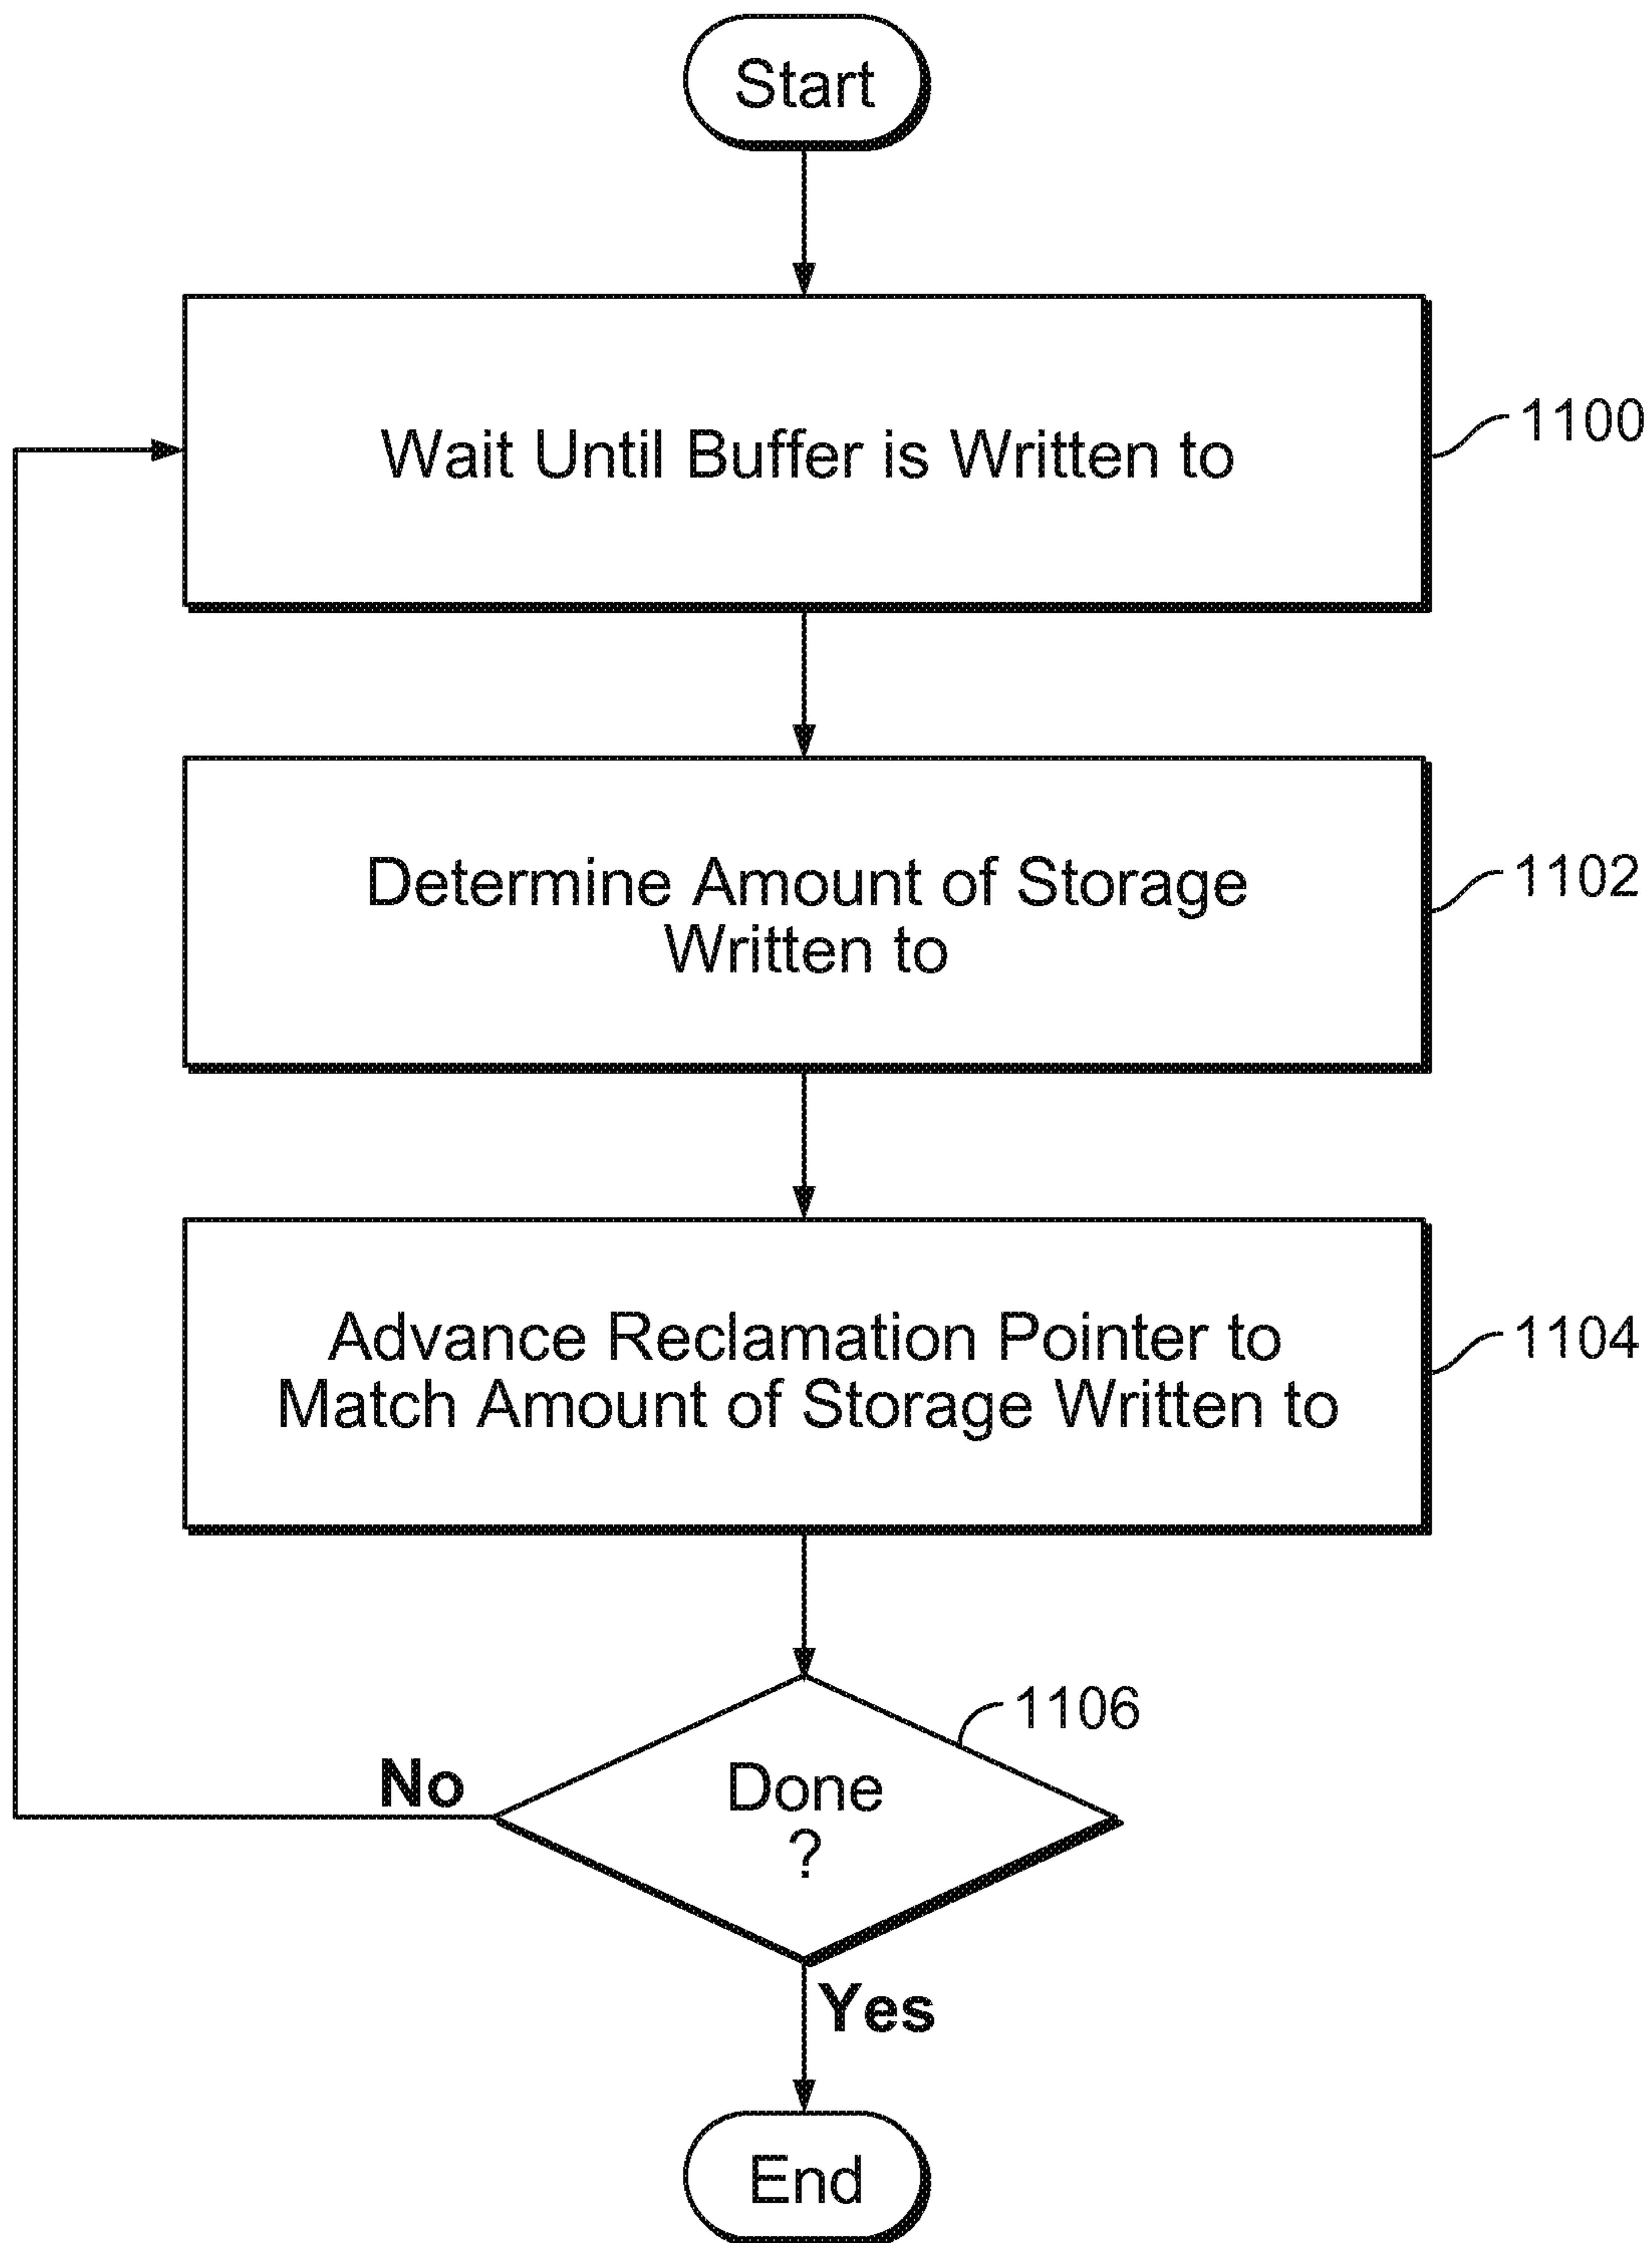 Start
Wait Until Buffer is Written to
1100
Determine Amount of Storage
Written to
1102
Advance Reclamation Pointer to
Match Amount of Storage Written to
1104
1106
Done
?
No
Yes
End